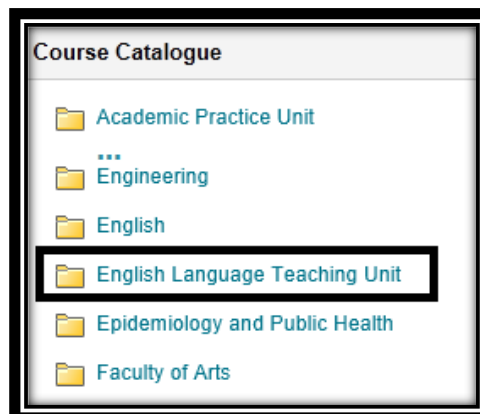 Course Catalogue
Academic Practice Unit
...
Engineering
English
English Language Teaching Unit
Epidemiology and Public Health
Faculty of Arts